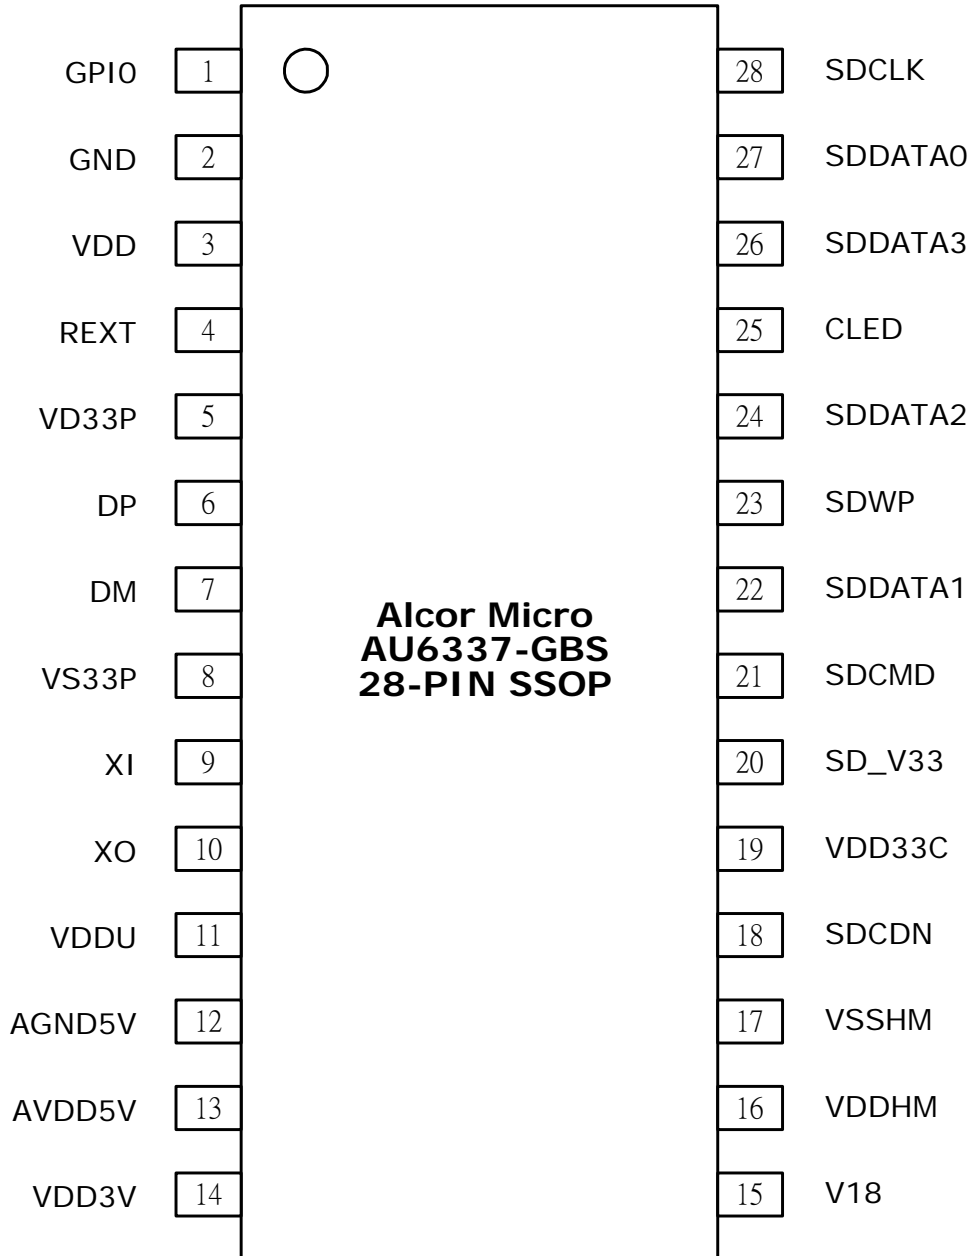 GPI0 1 28 SDCLK
GND 2 27 SDDATA0
VDD 3 26 SDDATA3
REXT 4 25 CLED
VD33P 5 24 SDDATA2
DP 6 23 SDWP
DM 7 22 SDDATA1
Alcor Micro
AU6337-GBS
28-PIN SSOP
VS33P 8 21 SDCMD
XI 9 20 SD_V33
XO 10 19 VDD33C
VDDU 11 18 SDCDN
AGND5V 12 17 VSSHM
AVDD5V 13 16 VDDHM
VDD3V 14 15 V18